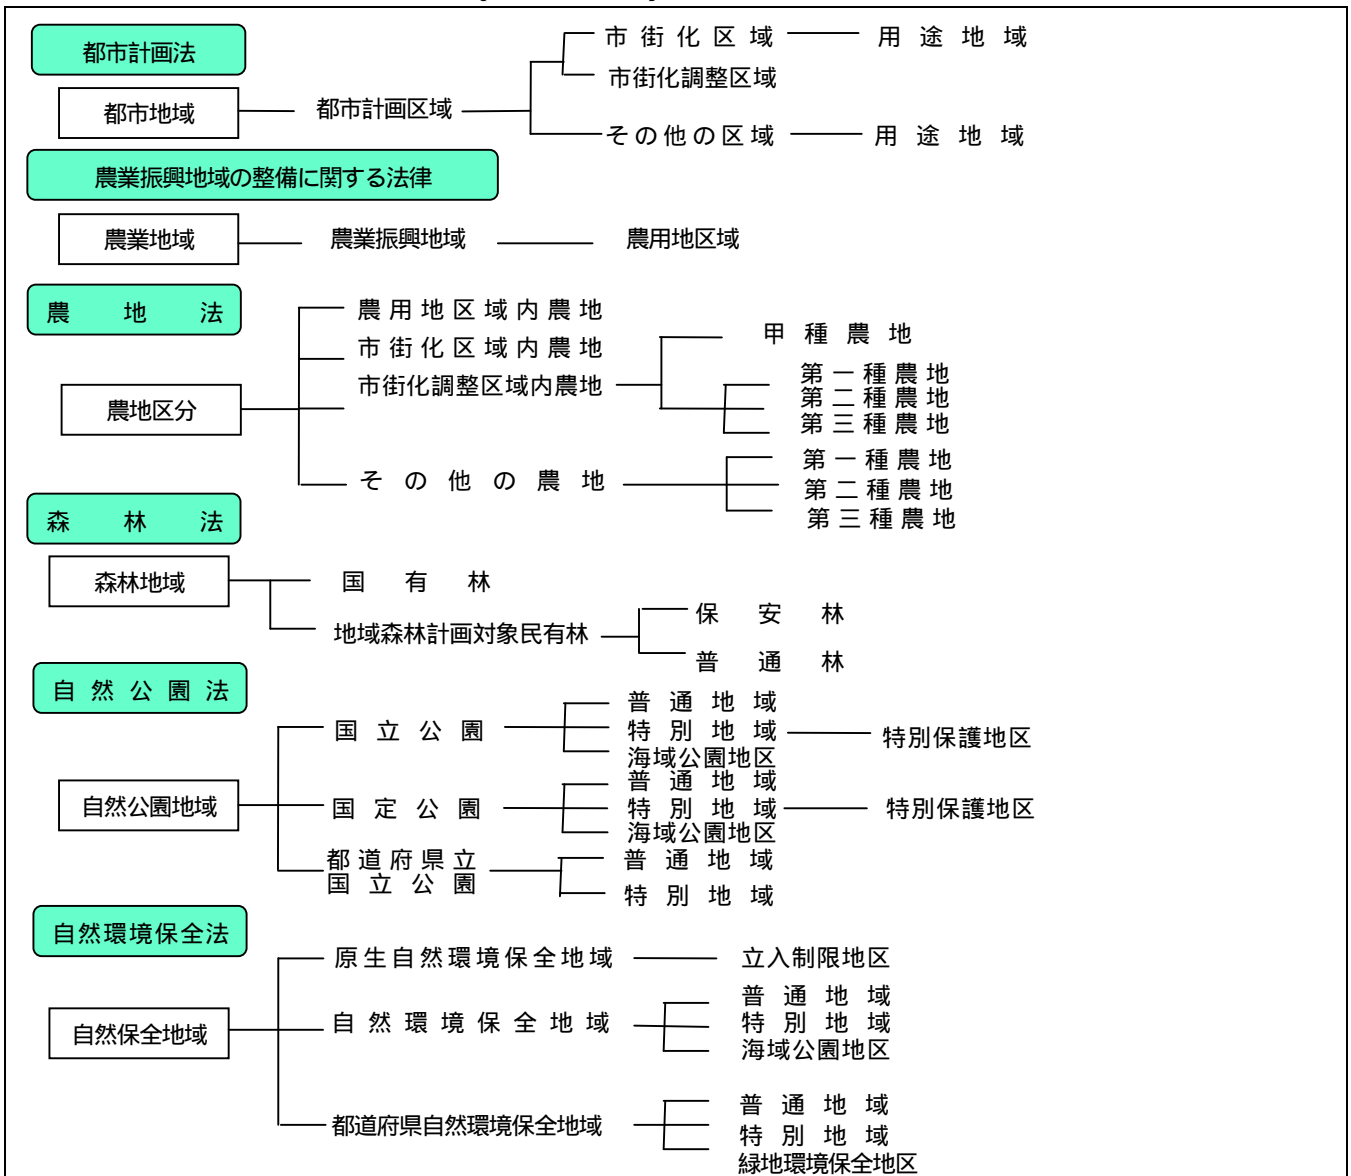 都市計画法
市街化区域 用途地域
市街化調整区域
都市地域 都市計画区域
その他の区域 用途地域
農業振興地域の整備に関する法律
農業地域 農業振興地域 農用地区域
農地法
農用地区域内農地
市街化区域内農地
甲種農地
市街化調整区域内農地
第一種農地
第二種農地
第三種農地
農地区分
その他の農地
第一種農地
第二種農地
第三種農地
森林法
森林地域 国有林
地域森林計画対象民有林
保安林
普通林
自然公園法
国立公園
普通地域
特別地域 特別保護地区
海域公園地区
自然公園地域 国定公園
普通地域
特別地域 特別保護地区
海域公園地区
都道府県立
国立公園
普通地域
特別地域
自然環境保全法
原生自然環境保全地域 立入制限地区
自然保全地域 自然環境保全地域
普通地域
特別地域
海域公園地区
都道府県自然環境保全地域
普通地域
特別地域
緑地環境保全地区